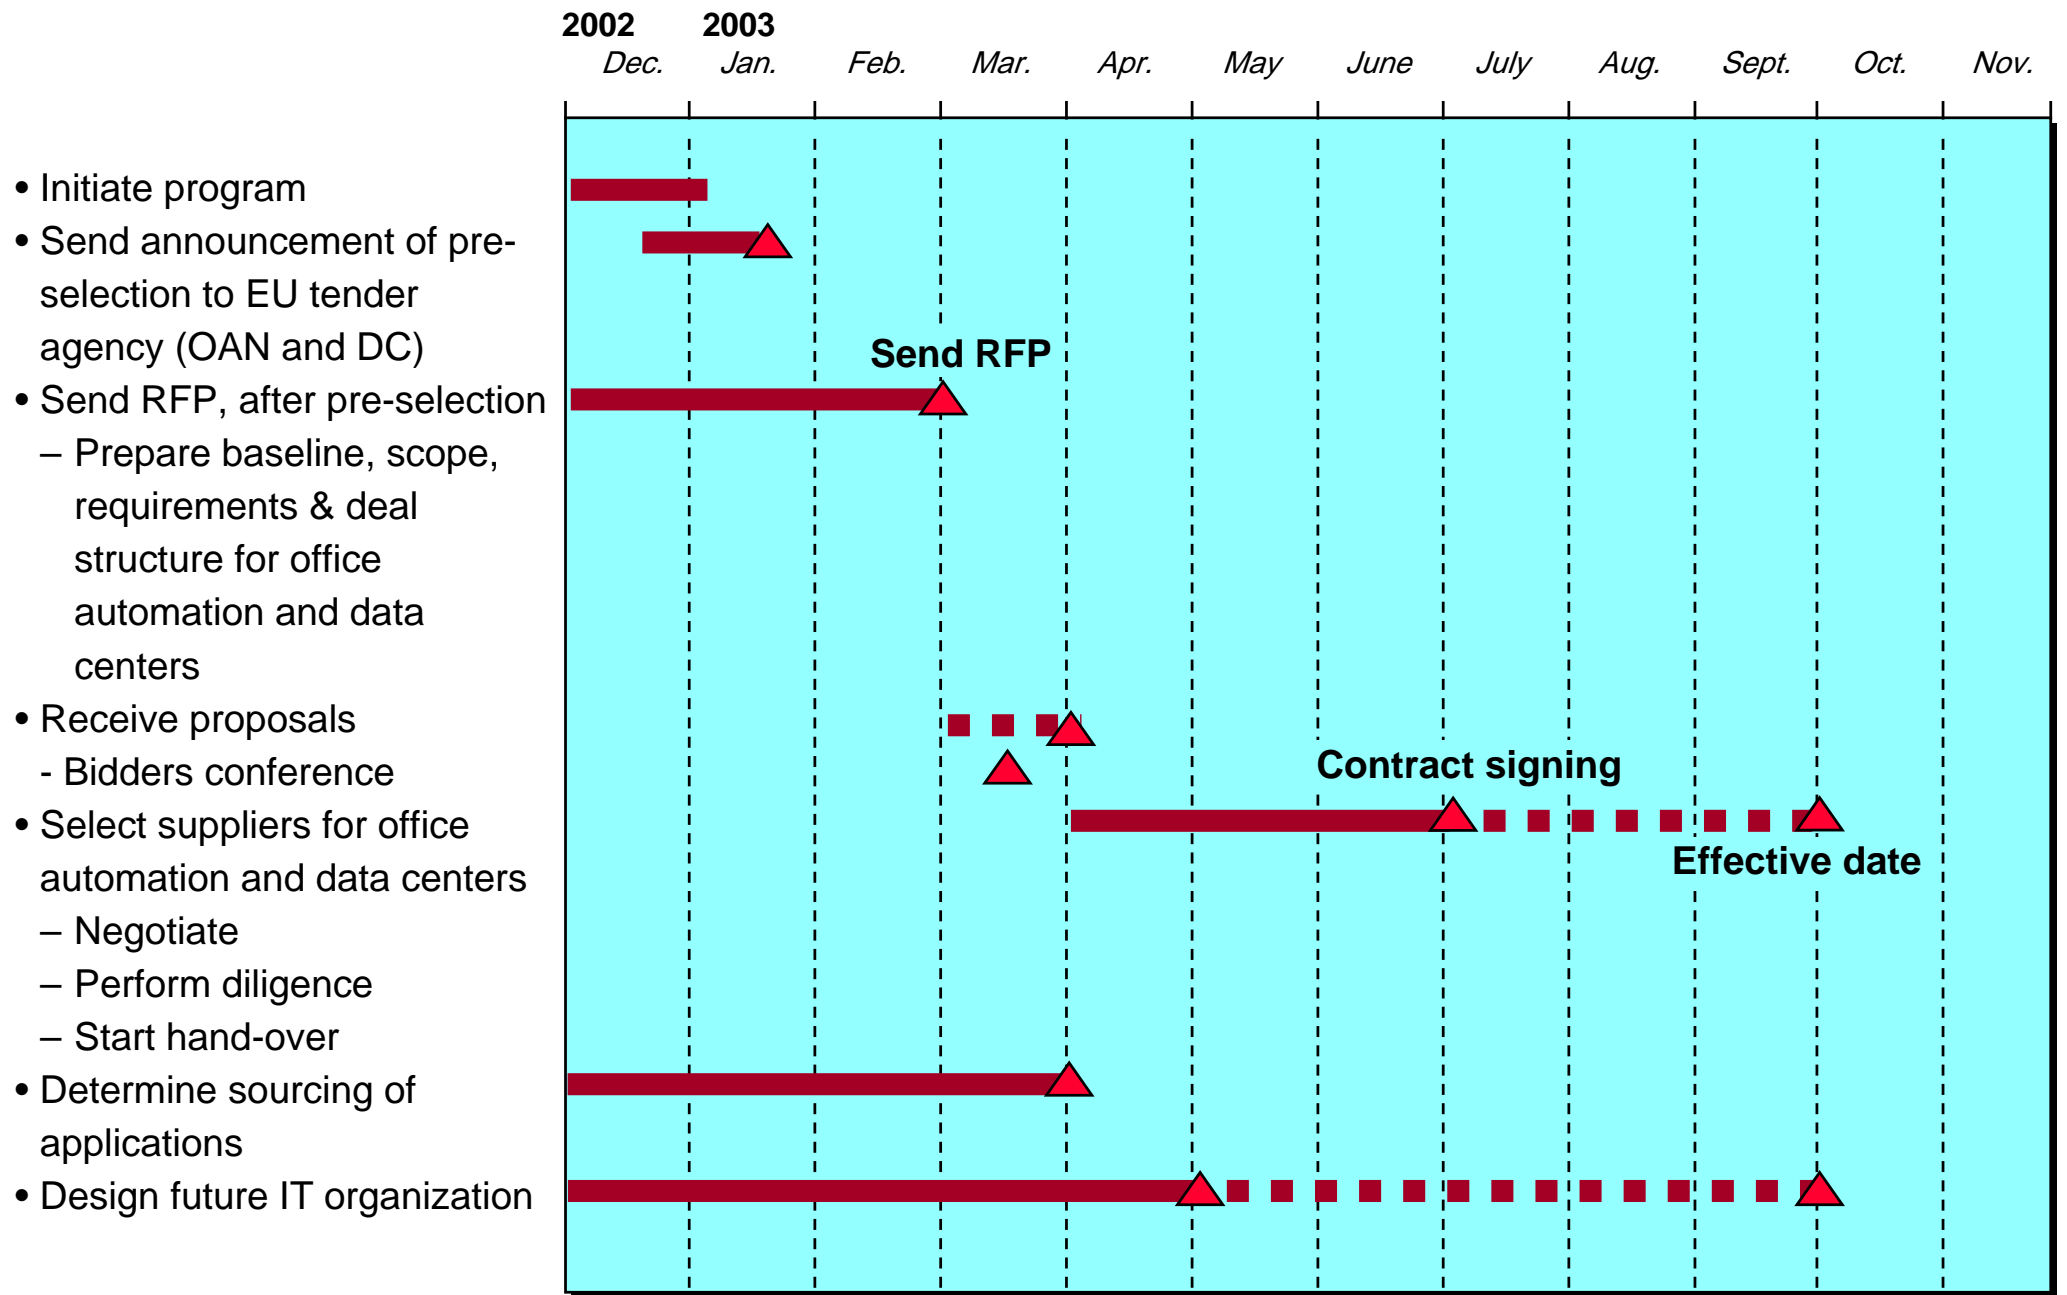 2002 2003
Dec. Jan. Feb. Mar. Apr. May June July Aug. Sept. Oct. Nov.
• Initiate program
• Send announcement of pre-
selection to EU tender
agency (OAN and DC)
Send RFP
• Send RFP, after pre-selection
– Prepare baseline, scope,
requirements & deal
structure for office
automation and data
centers
• Receive proposals
- Bidders conference
Contract signing
• Select suppliers for office
automation and data centers
Effective date
– Negotiate
– Perform diligence
– Start hand-over
• Determine sourcing of
applications
• Design future IT organization